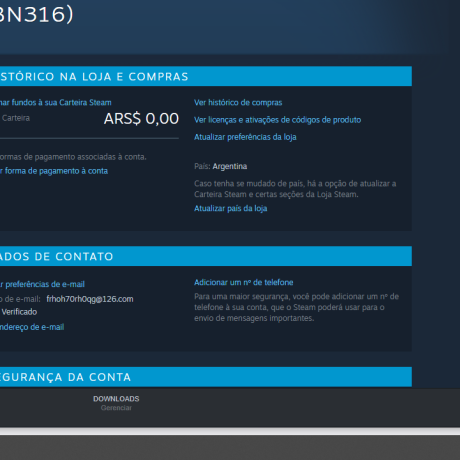 BN316)
STÓRICO NA LOJA E COMPRAS
nar fundos à sua Carteira Steam
Carteira
ARS$ 0,00
ormas de pagamento associadas à conta.
r forma de pagamento à conta
Ver histórico de compras
Ver licenças e ativações de códigos de produto
Atualizar preferências da loja
País: Argentina
Caso tenha se mudado de país, há a opção de atualizar a
Carteira Steam e certas seções da Loja Steam.
Atualizar país da loja
ADOS DE CONTATO
r preferências de e-mail
o de e-mail: frhoh70rh0qg@126.com
Verificado
ndereço de e-mail
Adicionar um nº de telefone
Para uma maior segurança, você pode adicionar um nº de
telefone à sua conta, que o Steam poderá usar para o
envio de mensagens importantes.
EGURANÇA DA CONTA
DOWNLOADS
Gerenciar